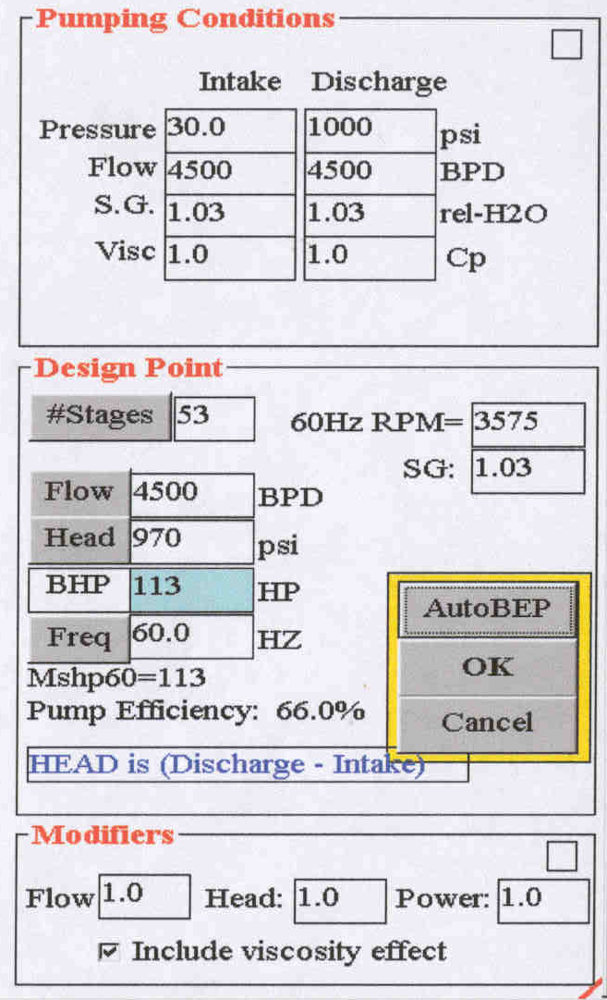 Pumping Conditions
Intake Discharge
Pressure 30.0 1000 psi
Flow 4500 4500 BPD
S.G. 1.03 1.03 rel-H2O
Visc 1.0 1.0 Cp
Design Point
#Stages 53 60Hz RPM= 3575
SG: 1.03
Flow 4500 BPD
Head 970 psi
BHP 113 HP
Freq 60.0 HZ
AutoBEP
OK
Cancel
Mshp60=113
Pump Efficiency: 66.0%
HEAD is (Discharge - Intake)
Modifiers
Flow 1.0 Head: 1.0 Power: 1.0
Include viscosity effect